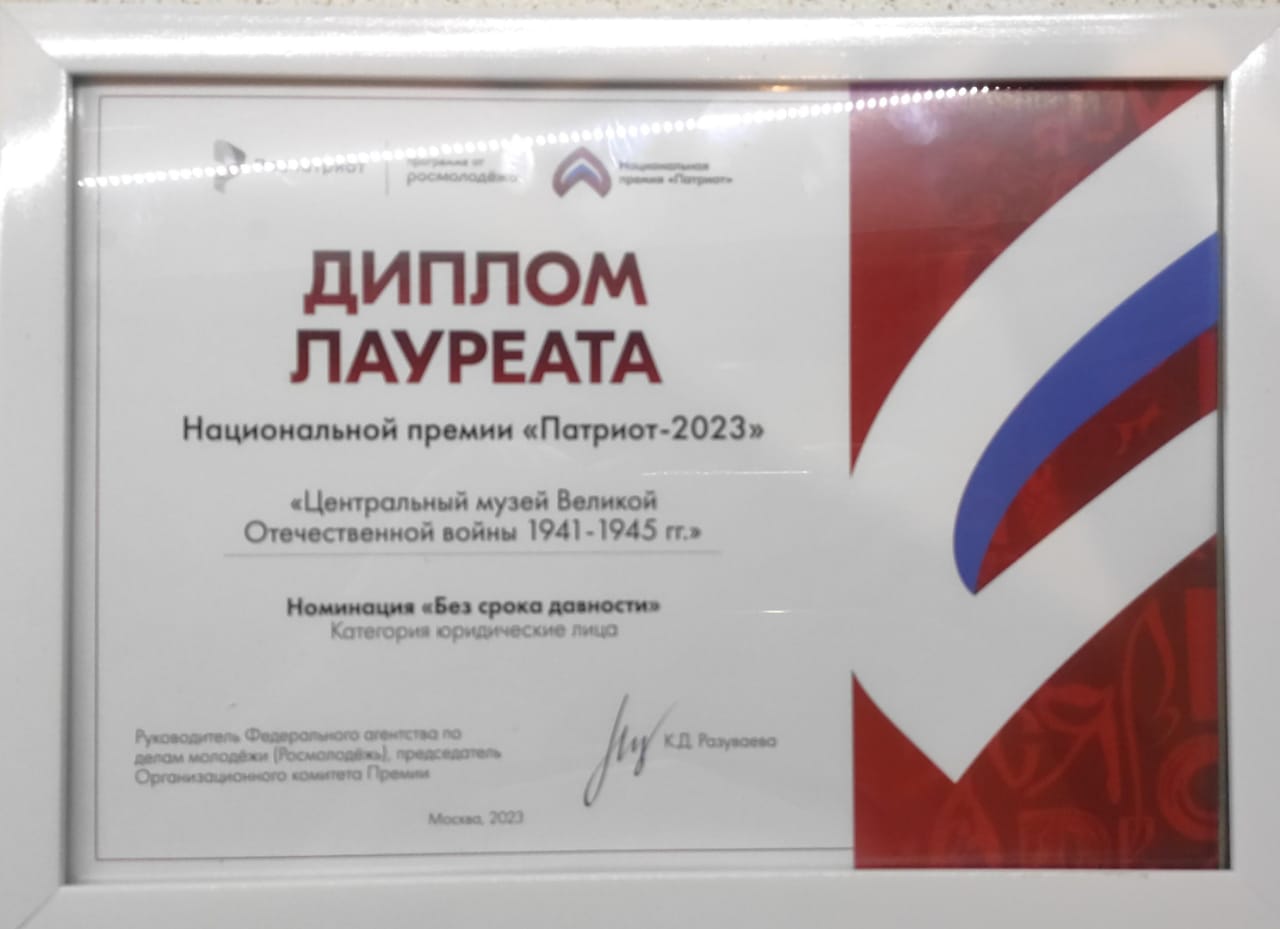 программа от
росмолодёжь
Национальная
премия «Патриот»
ДИПЛОМ
ЛАУРЕАТА
Национальной премии «Патриот-2023»
«Центральный музей Великой
Отечественной войны 1941-1945 гг.»
Номинация «Без срока давности»
Категория юридические лица
Руководитель Федерального агентства по
делам молодёжи (Росмолодёжь), председатель
Организационного комитета Премии
К.Д. Разуваева
Москва, 2023